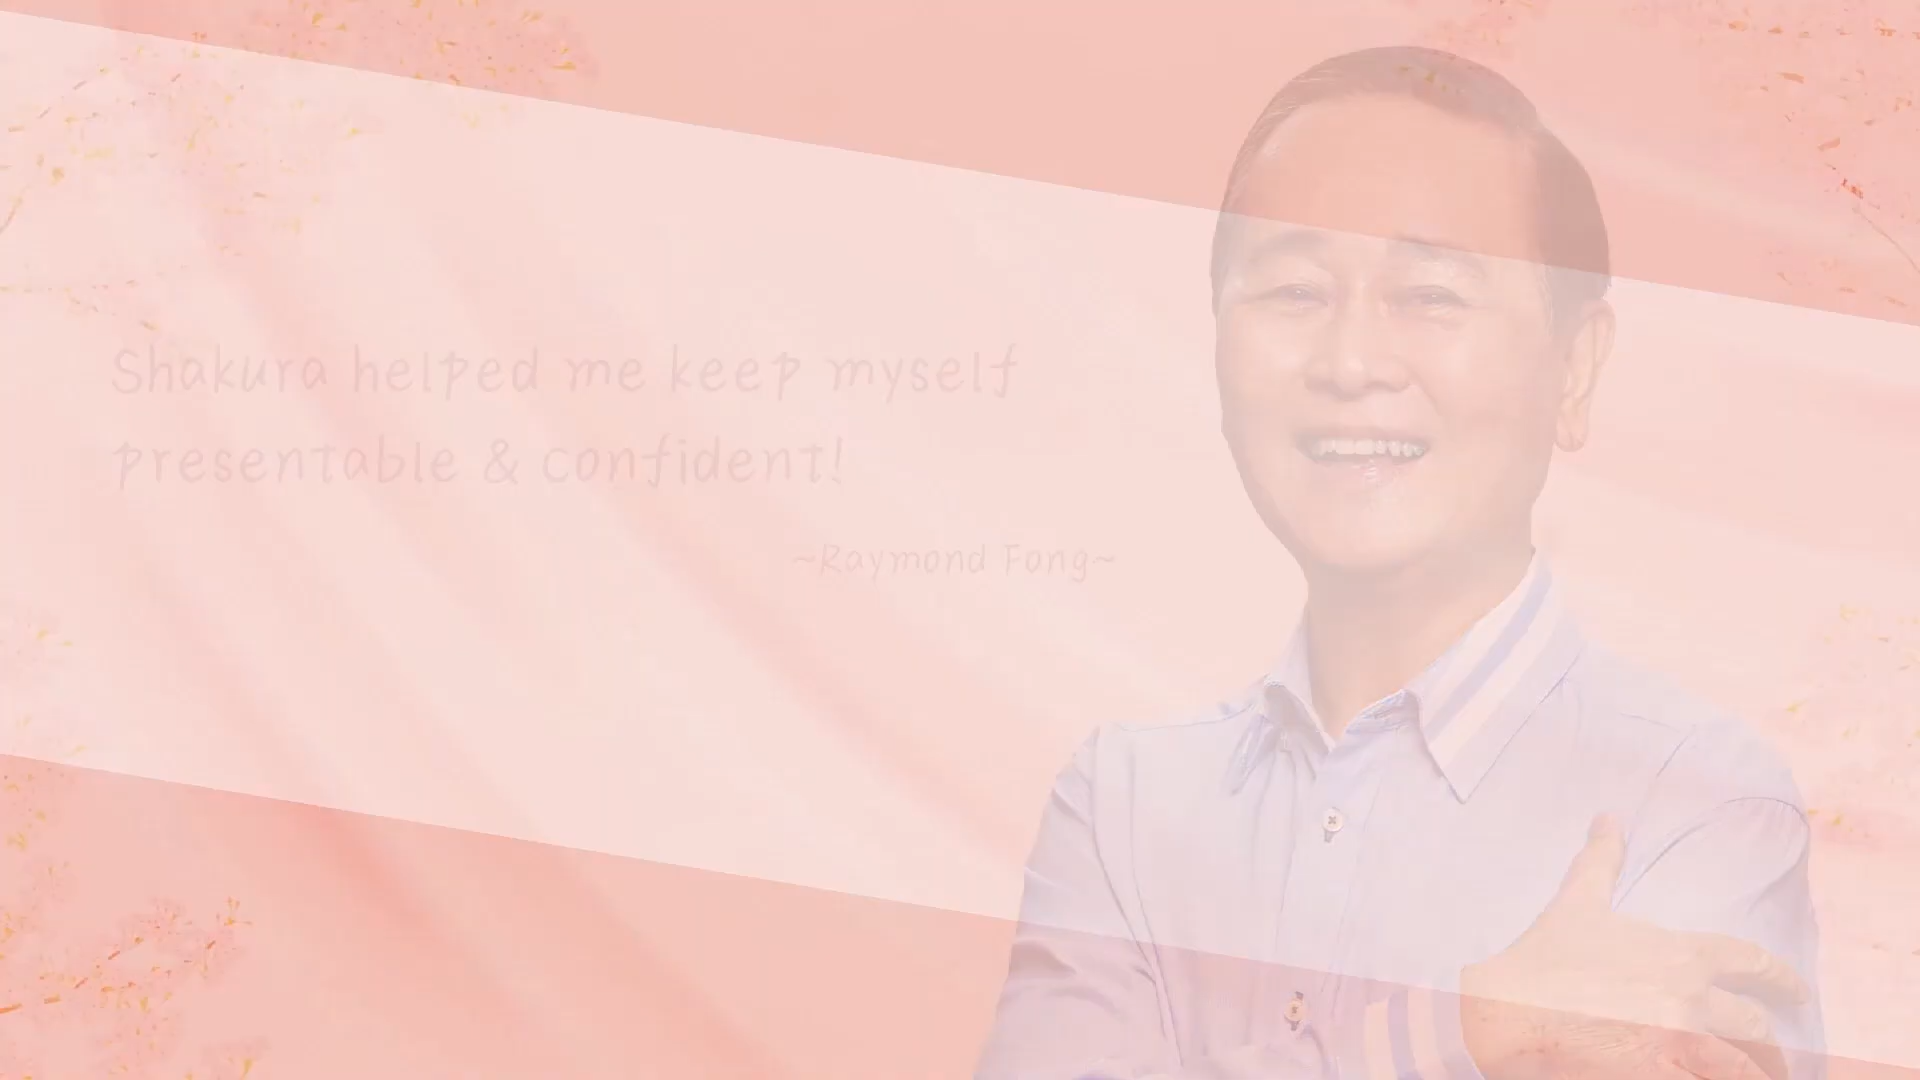 Shakura helped me keep myself
presentable & confident!
~Raymond Fong~